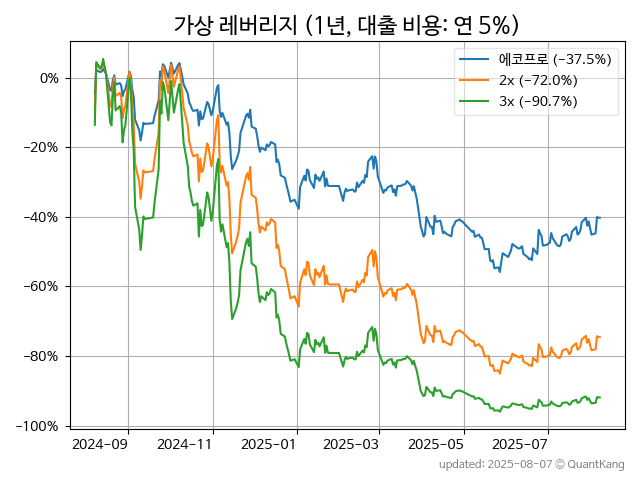 가상 레버리지 (1년, 대출 비용: 연 5%)
에코프로 (−37.5%)
2x (−72.0%)
3x (−90.7%)
0%
−20%
−40%
−60%
−80%
−100%
2024-09 2024-11 2025-01 2025-03 2025-05 2025-07
updated: 2025-08-07 © QuantKang